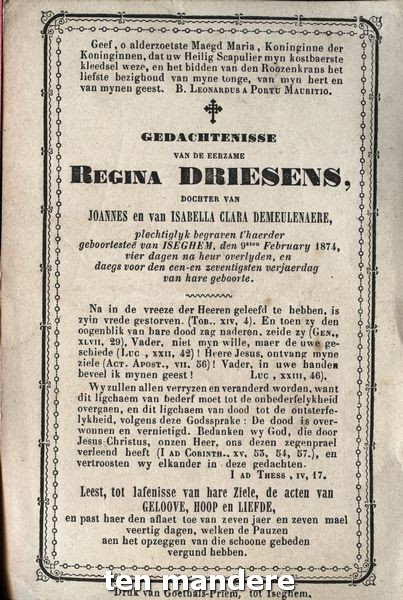 Geef, o alderzoetste Maegd Maria, Koninginne der
Koninginnen, dat uw Heilig Scapulier myn kostbaerste
kleedsel weze, en het bidden van den Roozenkrans het
liefste bezighoud van myne tonge, van myn hert en
van mynen geest. B. Leonardus a Portu Mauritio.
GEDACHTENISSE
VAN DE EERZAME
Regina DRIESENS,
DOCHTER VAN
JOANNES en van ISABELLA CLARA DEMEULENAERE,
plechtiglyk begraven t'haerder
geboortesteê van ISEGHEM, den 9sten February 1874,
vier dagen na heur overlyden, en
daegs voor den een-en zeventigsten verjaerdag
van hare geboorte.
Na in de vreeze der Heeren geleefd te hebben, is
zyin vrede gestorven. (Tob.. xiv, 4). En toen zy den
oogenblik van hare dood zag naderen. zeide zy (Gen.,
xlvii, 29), Vader, niet myn wille, maer de uwe ge-
schiede (Luc , xxii, 42)! Heere Jesus, ontvang myne
ziele (Act. Apost., vii. 56)! Vader, in uwe handen
beveel ik mynen geest! Luc , xxiii, 46).
Wy zullen allen verryzen en veranderd worden, want
dit ligchaem van bederf moet tot de onbederfelykheid
overgaen, en dit ligchaem van dood tot de ontsterfe-
lykheid, volgens deze Godsprake : De dood is over-
wonnen en vernietigd. Bedanken wy God, die door
Jesus-Christus, onzen Heer, ons dezen zegenprael
verleend heeft (I ad Corinth.. xv. 53, 54, 57.), en
vertroosten wy elkander in deze gedachten.
I ad Thess , iv, 17.
Leest, tot lafenisse van hare Ziele, de acten van
GELOOVE, HOOP en LIEFDE,
en past haer den aflaet toe van zeven jaer en zeven mael
veertig dagen, welken de Pauzen
aen het opzeggen van die schoone gebeden
vergund hebben.
ten mandere
Druk van Goethals-Priem, tot Iseghem.